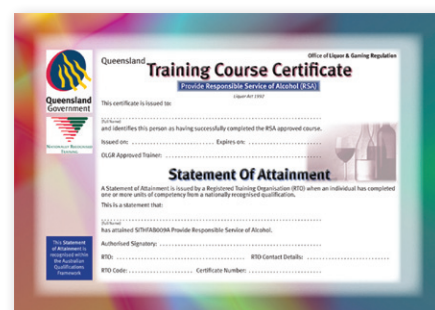 Office of Liquor & Gaming Regulation
Queensland
Training Course Certificate
Provide Responsible Service of Alcohol (RSA)
Liquor Act 1992
Queensland
Government
This certificate is issued to:
(full name)
and identifies this person as having successfully completed the RSA approved course.
Nationally Recognised
Training
Issued on: Expires on:
OLGR Approved Trainer:
Statement Of Attainment
A Statement of Attainment is issued by a Registered Training Organisation (RTO) when an individual has completed
one or more units of competency from a nationally recognised qualification.
This is a statement that:
(full name)
has attained SITHFAB009A Provide Responsible Service of Alcohol.
This Statement
of Attainment is
recognised within
the Australian
Qualifications
Framework
Authorised Signatory:
RTO: RTO Contact Details:
RTO Code: Certificate Number: